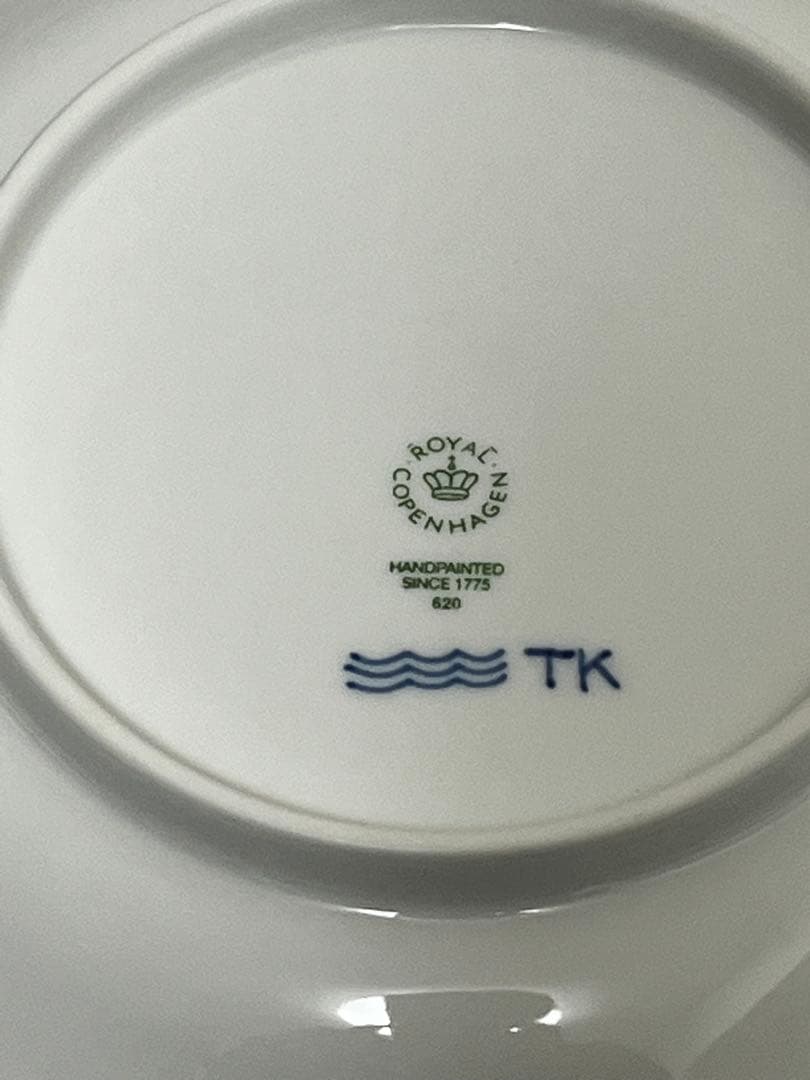 ROYAL
COPENHAGEN
HANDPAINTED
SINCE 1775
620
TK